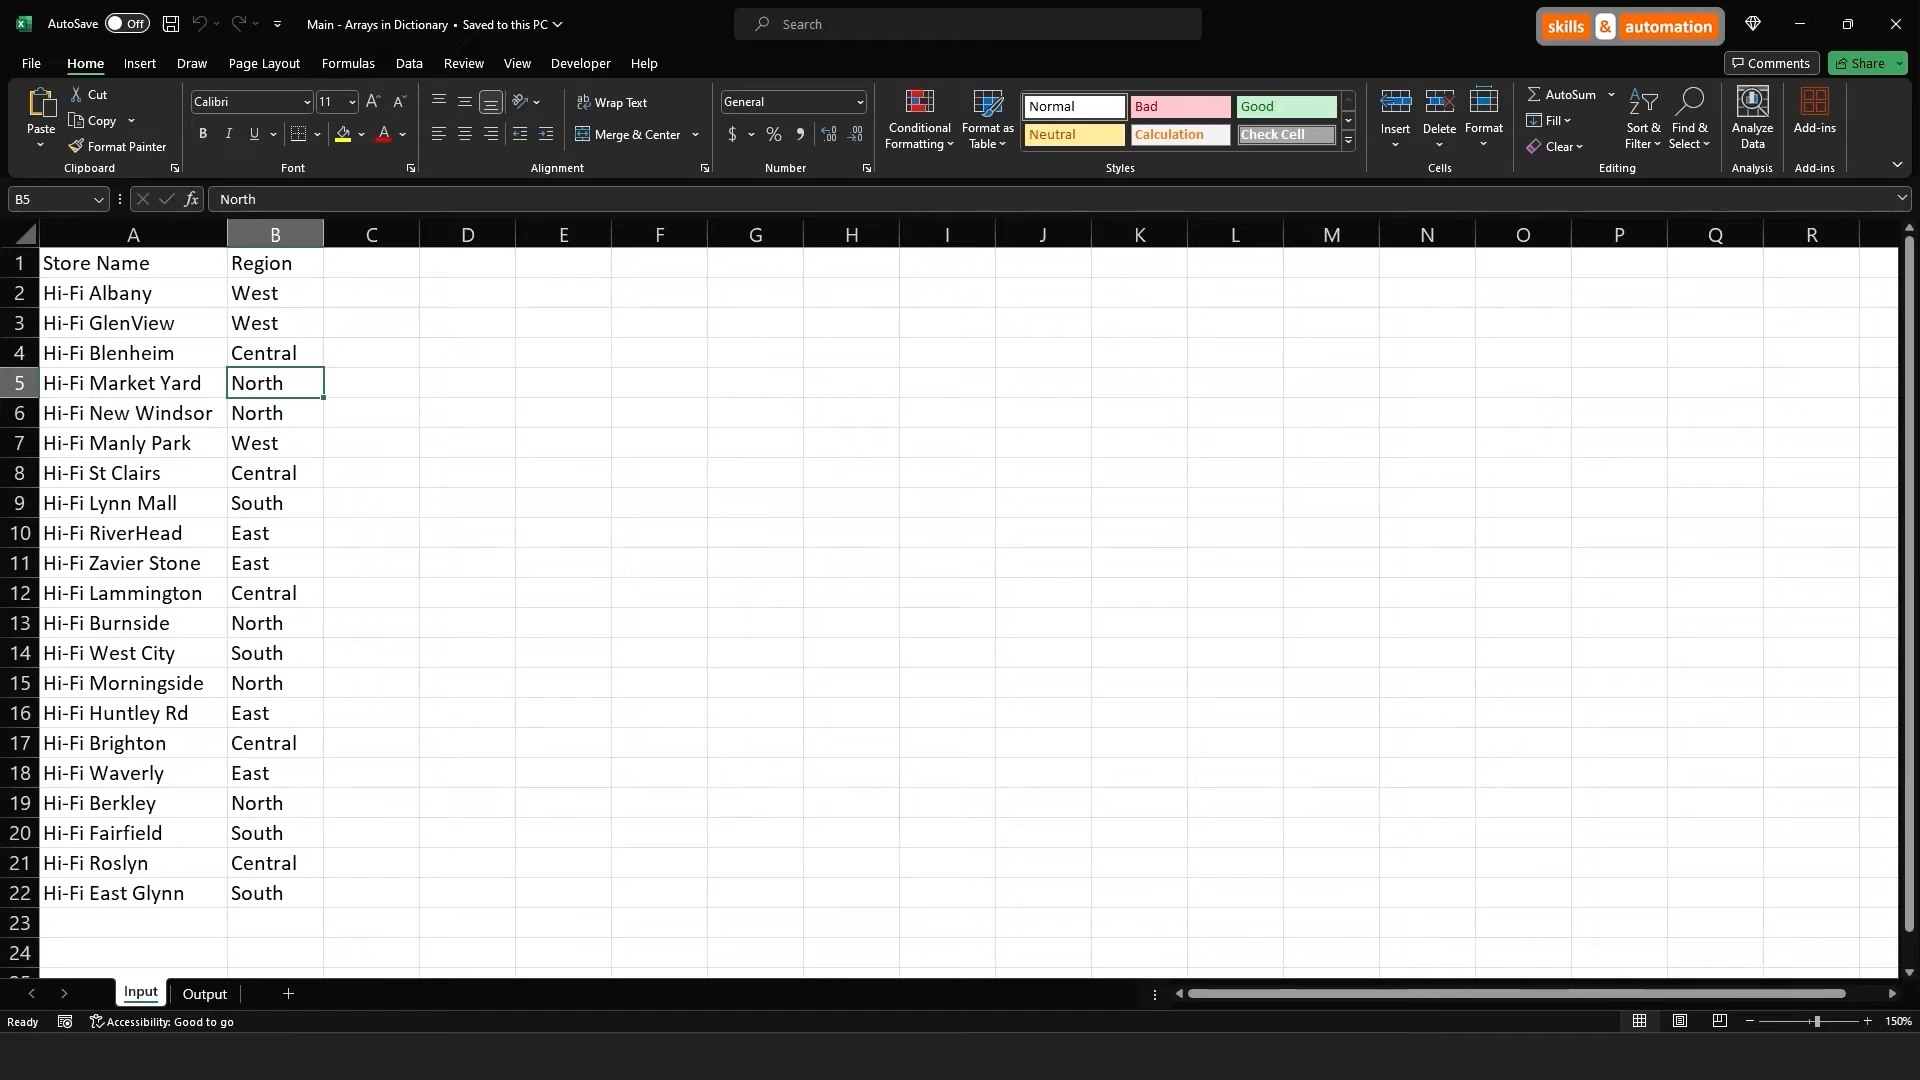 AutoSave Off Main - Arrays in Dictionary • Saved to this PC Search skills & automation
File Home Insert Draw Page Layout Formulas Data Review View Developer Help Comments Share
Paste Cut Copy Format Painter Clipboard
Calibri 11 A A B I U A Font
Wrap Text Merge & Center Alignment
General $ % , Number
Conditional Formatting Format as Table Normal Bad Good Neutral Calculation Check Cell Styles
Insert Delete Format Cells
AutoSum Fill Clear Sort & Filter Find & Select Editing
Analyze Data Analysis
Add-ins Add-ins
B5 fx North
A B C D E F G H I J K L M N O P Q R
1 Store Name Region
2 Hi-Fi Albany West
3 Hi-Fi GlenView West
4 Hi-Fi Blenheim Central
5 Hi-Fi Market Yard North
6 Hi-Fi New Windsor North
7 Hi-Fi Manly Park West
8 Hi-Fi St Clairs Central
9 Hi-Fi Lynn Mall South
10 Hi-Fi RiverHead East
11 Hi-Fi Zavier Stone East
12 Hi-Fi Lammington Central
13 Hi-Fi Burnside North
14 Hi-Fi West City South
15 Hi-Fi Morningside North
16 Hi-Fi Huntley Rd East
17 Hi-Fi Brighton Central
18 Hi-Fi Waverly East
19 Hi-Fi Berkley North
20 Hi-Fi Fairfield South
21 Hi-Fi Roslyn Central
22 Hi-Fi East Glynn South
23
24
Input Output
Ready Accessibility: Good to go 150%